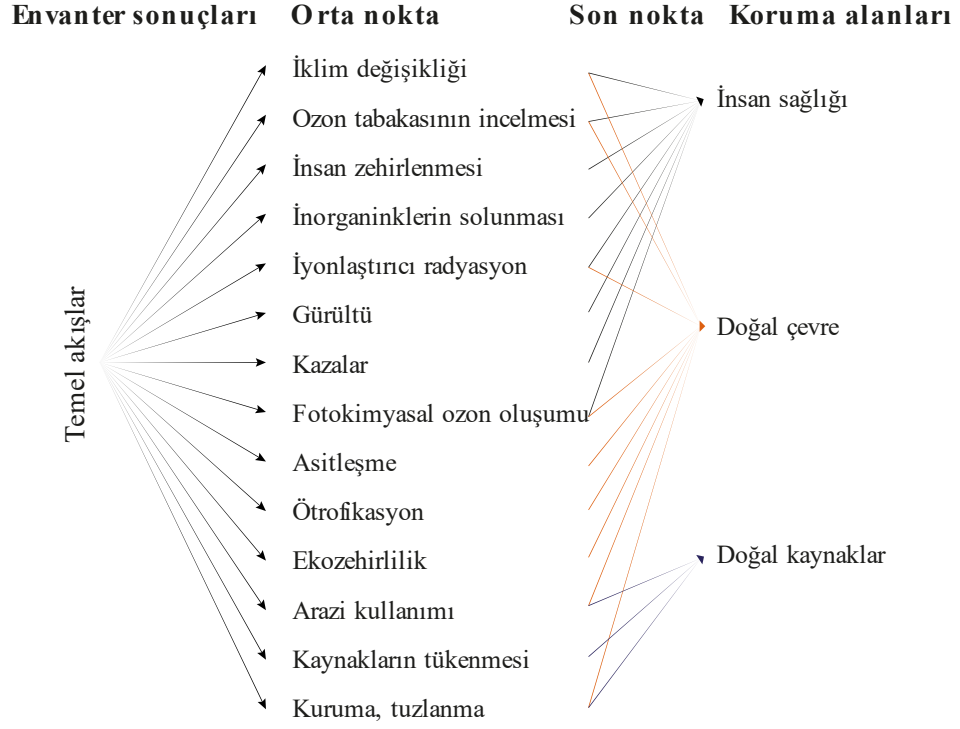 Envanter sonuçları Orta nokta Son nokta Koruma alanları
Temel akışlar
İklim değişikliği
Ozon tabakasının incelmesi
İnsan zehirlenmesi
İnorganinklerin solunması
İyonlaştırıcı radyasyon
Gürültü
Kazalar
Fotokimyasal ozon oluşumu
Asitleşme
Ötrofikasyon
Ekozehirlilik
Arazi kullanımı
Kaynakların tükenmesi
Kuruma, tuzlanma
İnsan sağlığı
Doğal çevre
Doğal kaynaklar